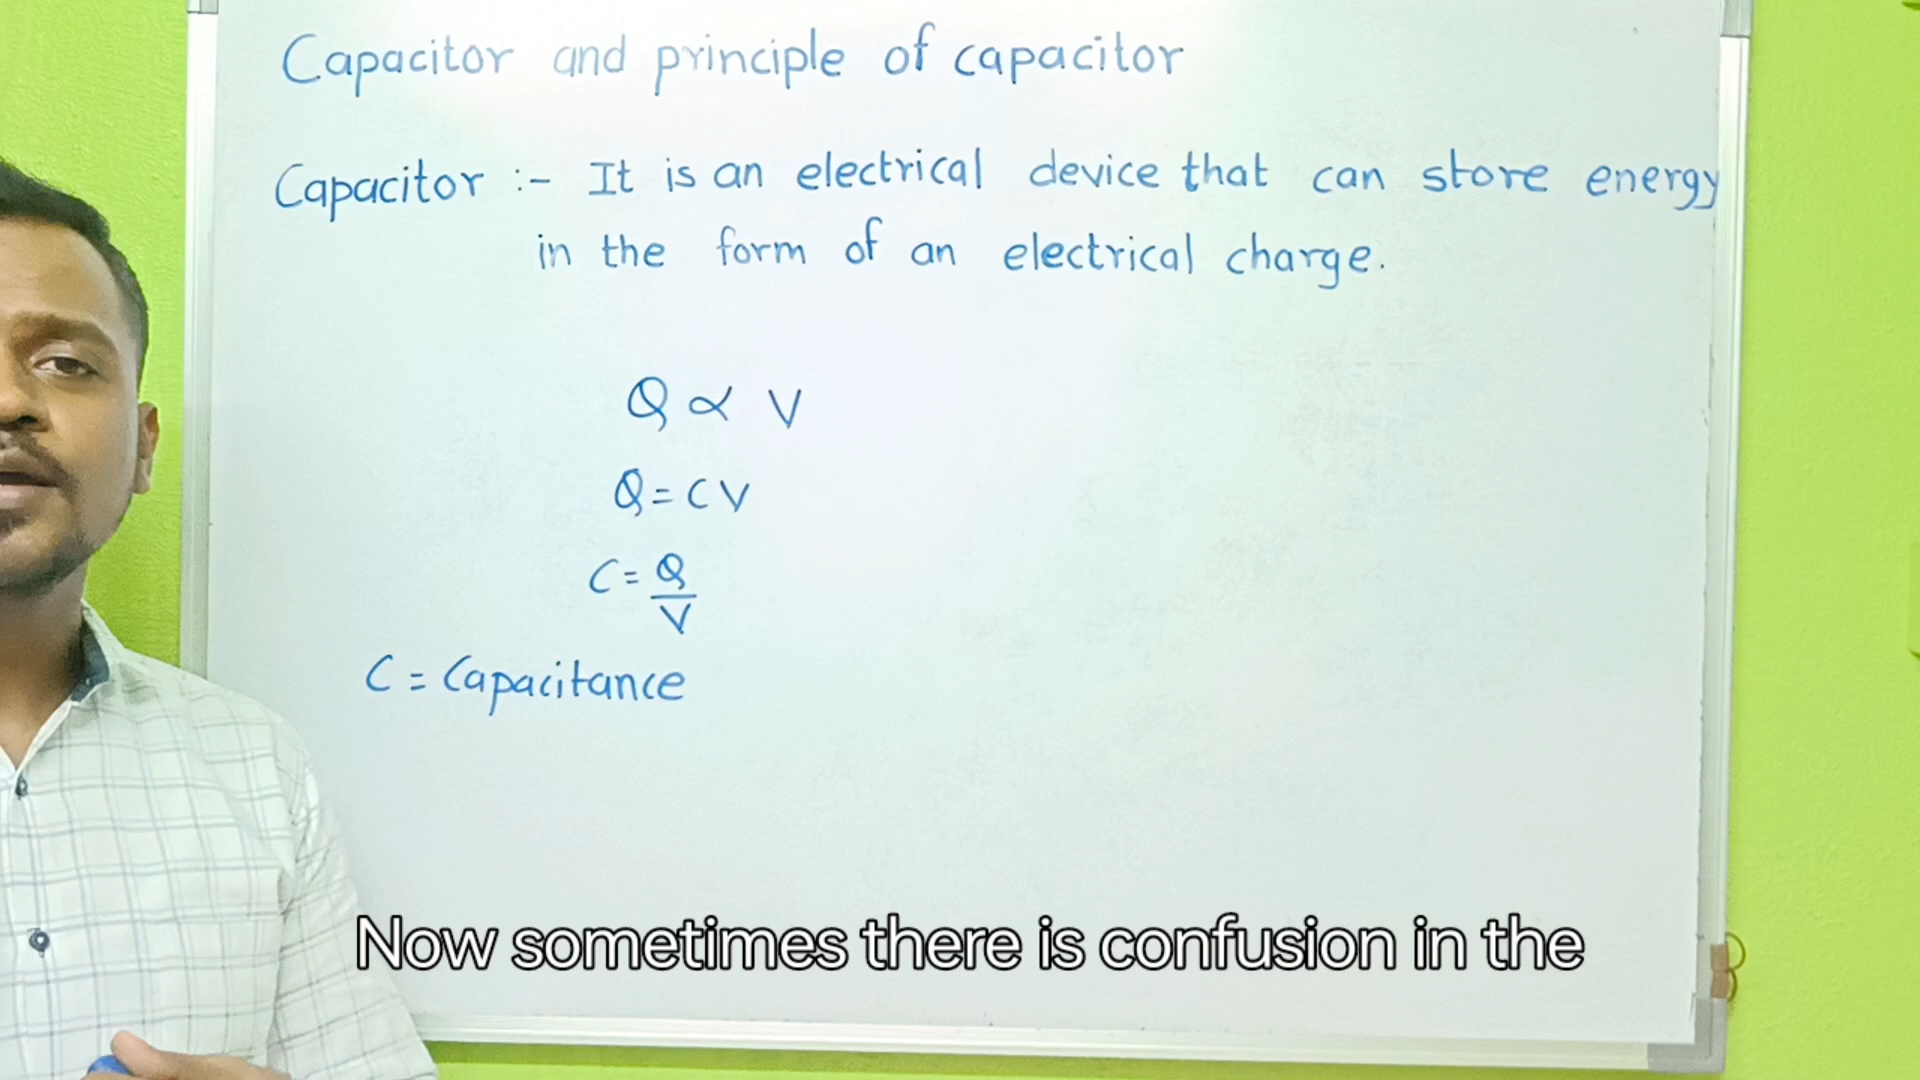 Capacitor and principle of capacitor
Capacitor :- It is an electrical device that can store energy
in the form of an electrical charge.
Q ∝ V
Q = CV
C = Q/V
C = Capacitance
Now sometimes there is confusion in the